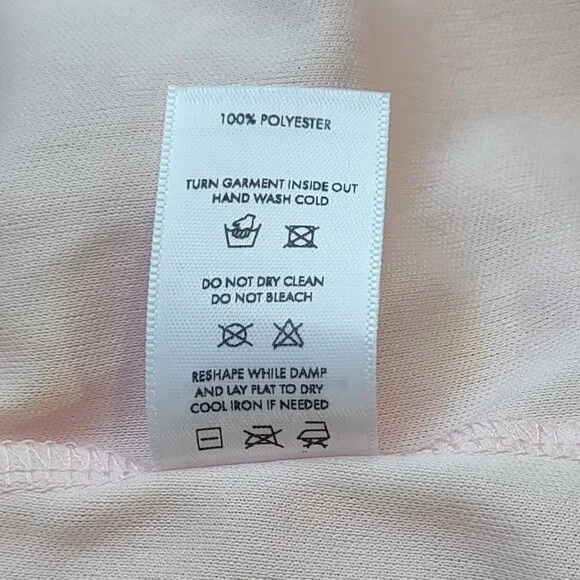 100% POLYESTER
TURN GARMENT INSIDE OUT
HAND WASH COLD
DO NOT DRY CLEAN
DO NOT BLEACH
RESHAPE WHILE DAMP
AND LAY FLAT TO DRY
COOL IRON IF NEEDED